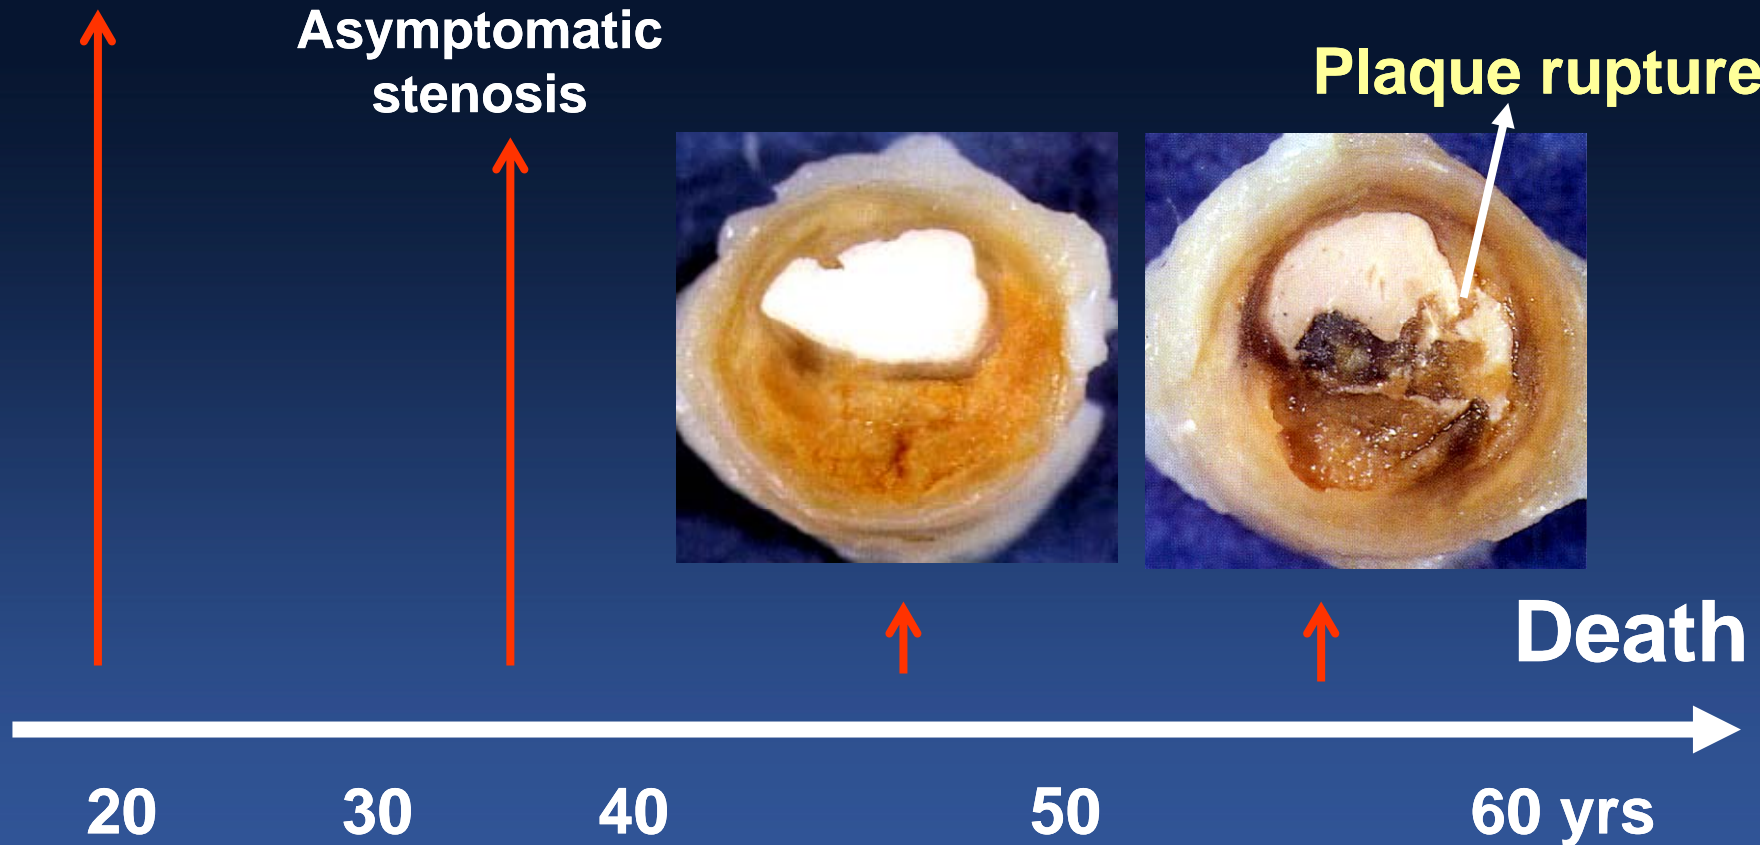 Asymptomatic
stenosis
Plaque rupture
Death
20 30 40 50 60 yrs